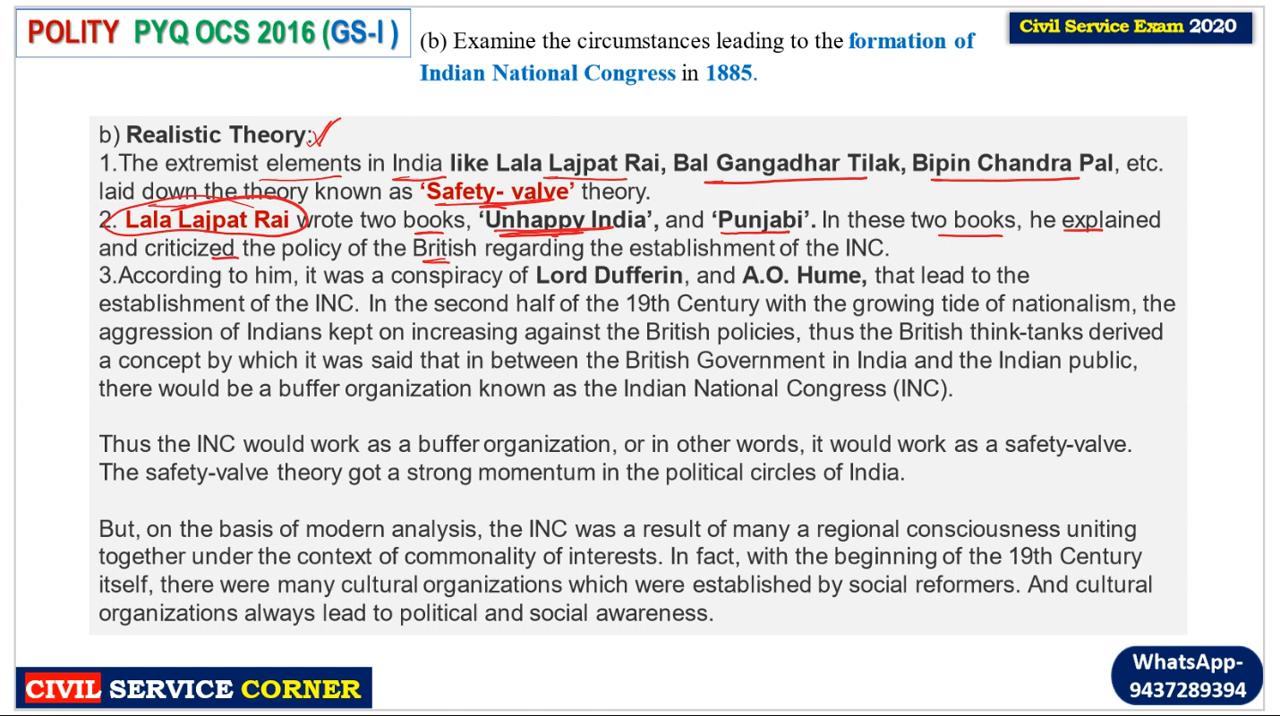 POLITY PYQ OCS 2016 (GS-I )
(b) Examine the circumstances leading to the formation of
Indian National Congress in 1885.
Civil Service Exam 2020
b) Realistic Theory:
1.The extremist elements in India like Lala Lajpat Rai, Bal Gangadhar Tilak, Bipin Chandra Pal, etc.
laid down the theory known as ‘Safety- valve’ theory.
2. Lala Lajpat Rai wrote two books, ‘Unhappy India’, and ‘Punjabi’. In these two books, he explained
and criticized the policy of the British regarding the establishment of the INC.
3.According to him, it was a conspiracy of Lord Dufferin, and A.O. Hume, that lead to the
establishment of the INC. In the second half of the 19th Century with the growing tide of nationalism, the
aggression of Indians kept on increasing against the British policies, thus the British think-tanks derived
a concept by which it was said that in between the British Government in India and the Indian public,
there would be a buffer organization known as the Indian National Congress (INC).
Thus the INC would work as a buffer organization, or in other words, it would work as a safety-valve.
The safety-valve theory got a strong momentum in the political circles of India.
But, on the basis of modern analysis, the INC was a result of many a regional consciousness uniting
together under the context of commonality of interests. In fact, with the beginning of the 19th Century
itself, there were many cultural organizations which were established by social reformers. And cultural
organizations always lead to political and social awareness.
CIVIL SERVICE CORNER
WhatsApp-
9437289394